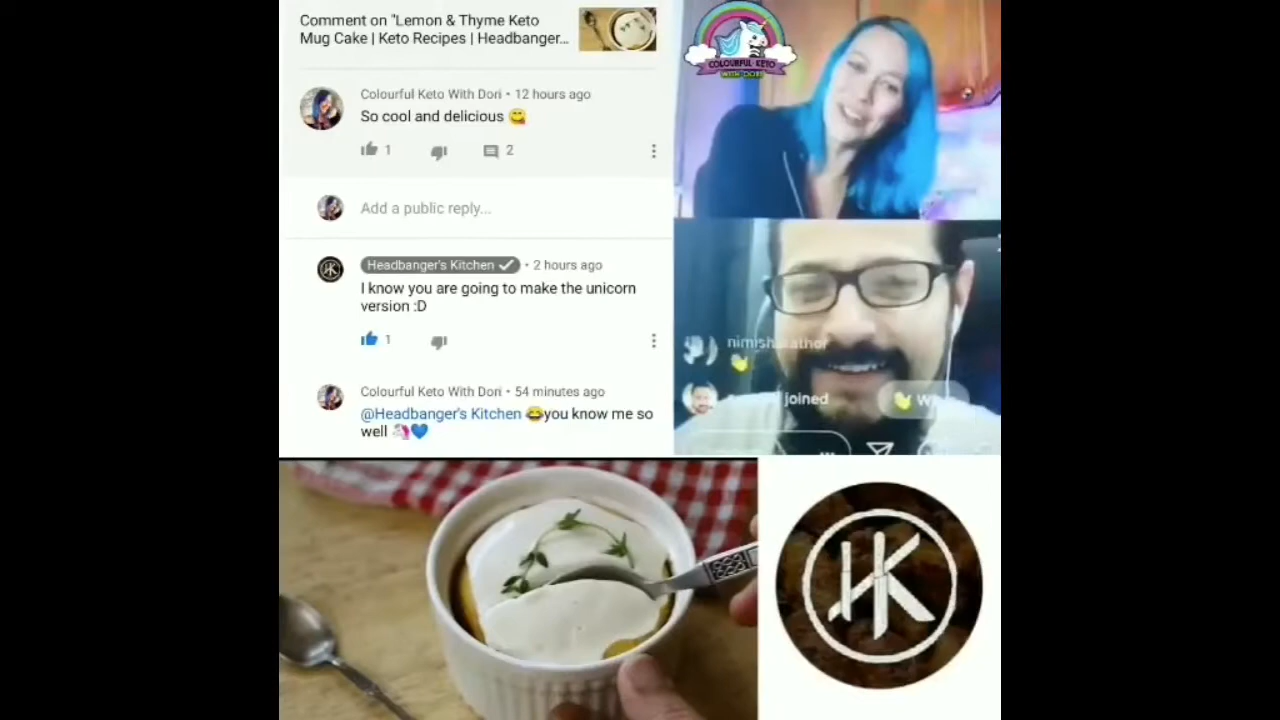 Comment on "Lemon & Thyme Keto
Mug Cake | Keto Recipes | Headbanger...
Colourful Keto With Dori • 12 hours ago
So cool and delicious 😋
1
2
Add a public reply...
Headbanger's Kitchen ✓ • 2 hours ago
I know you are going to make the unicorn
version :D
1
Colourful Keto With Dori • 54 minutes ago
@Headbanger's Kitchen 😂you know me so
well 🦄💙
COLOURFUL KETO
WITH DORI
joined
HK